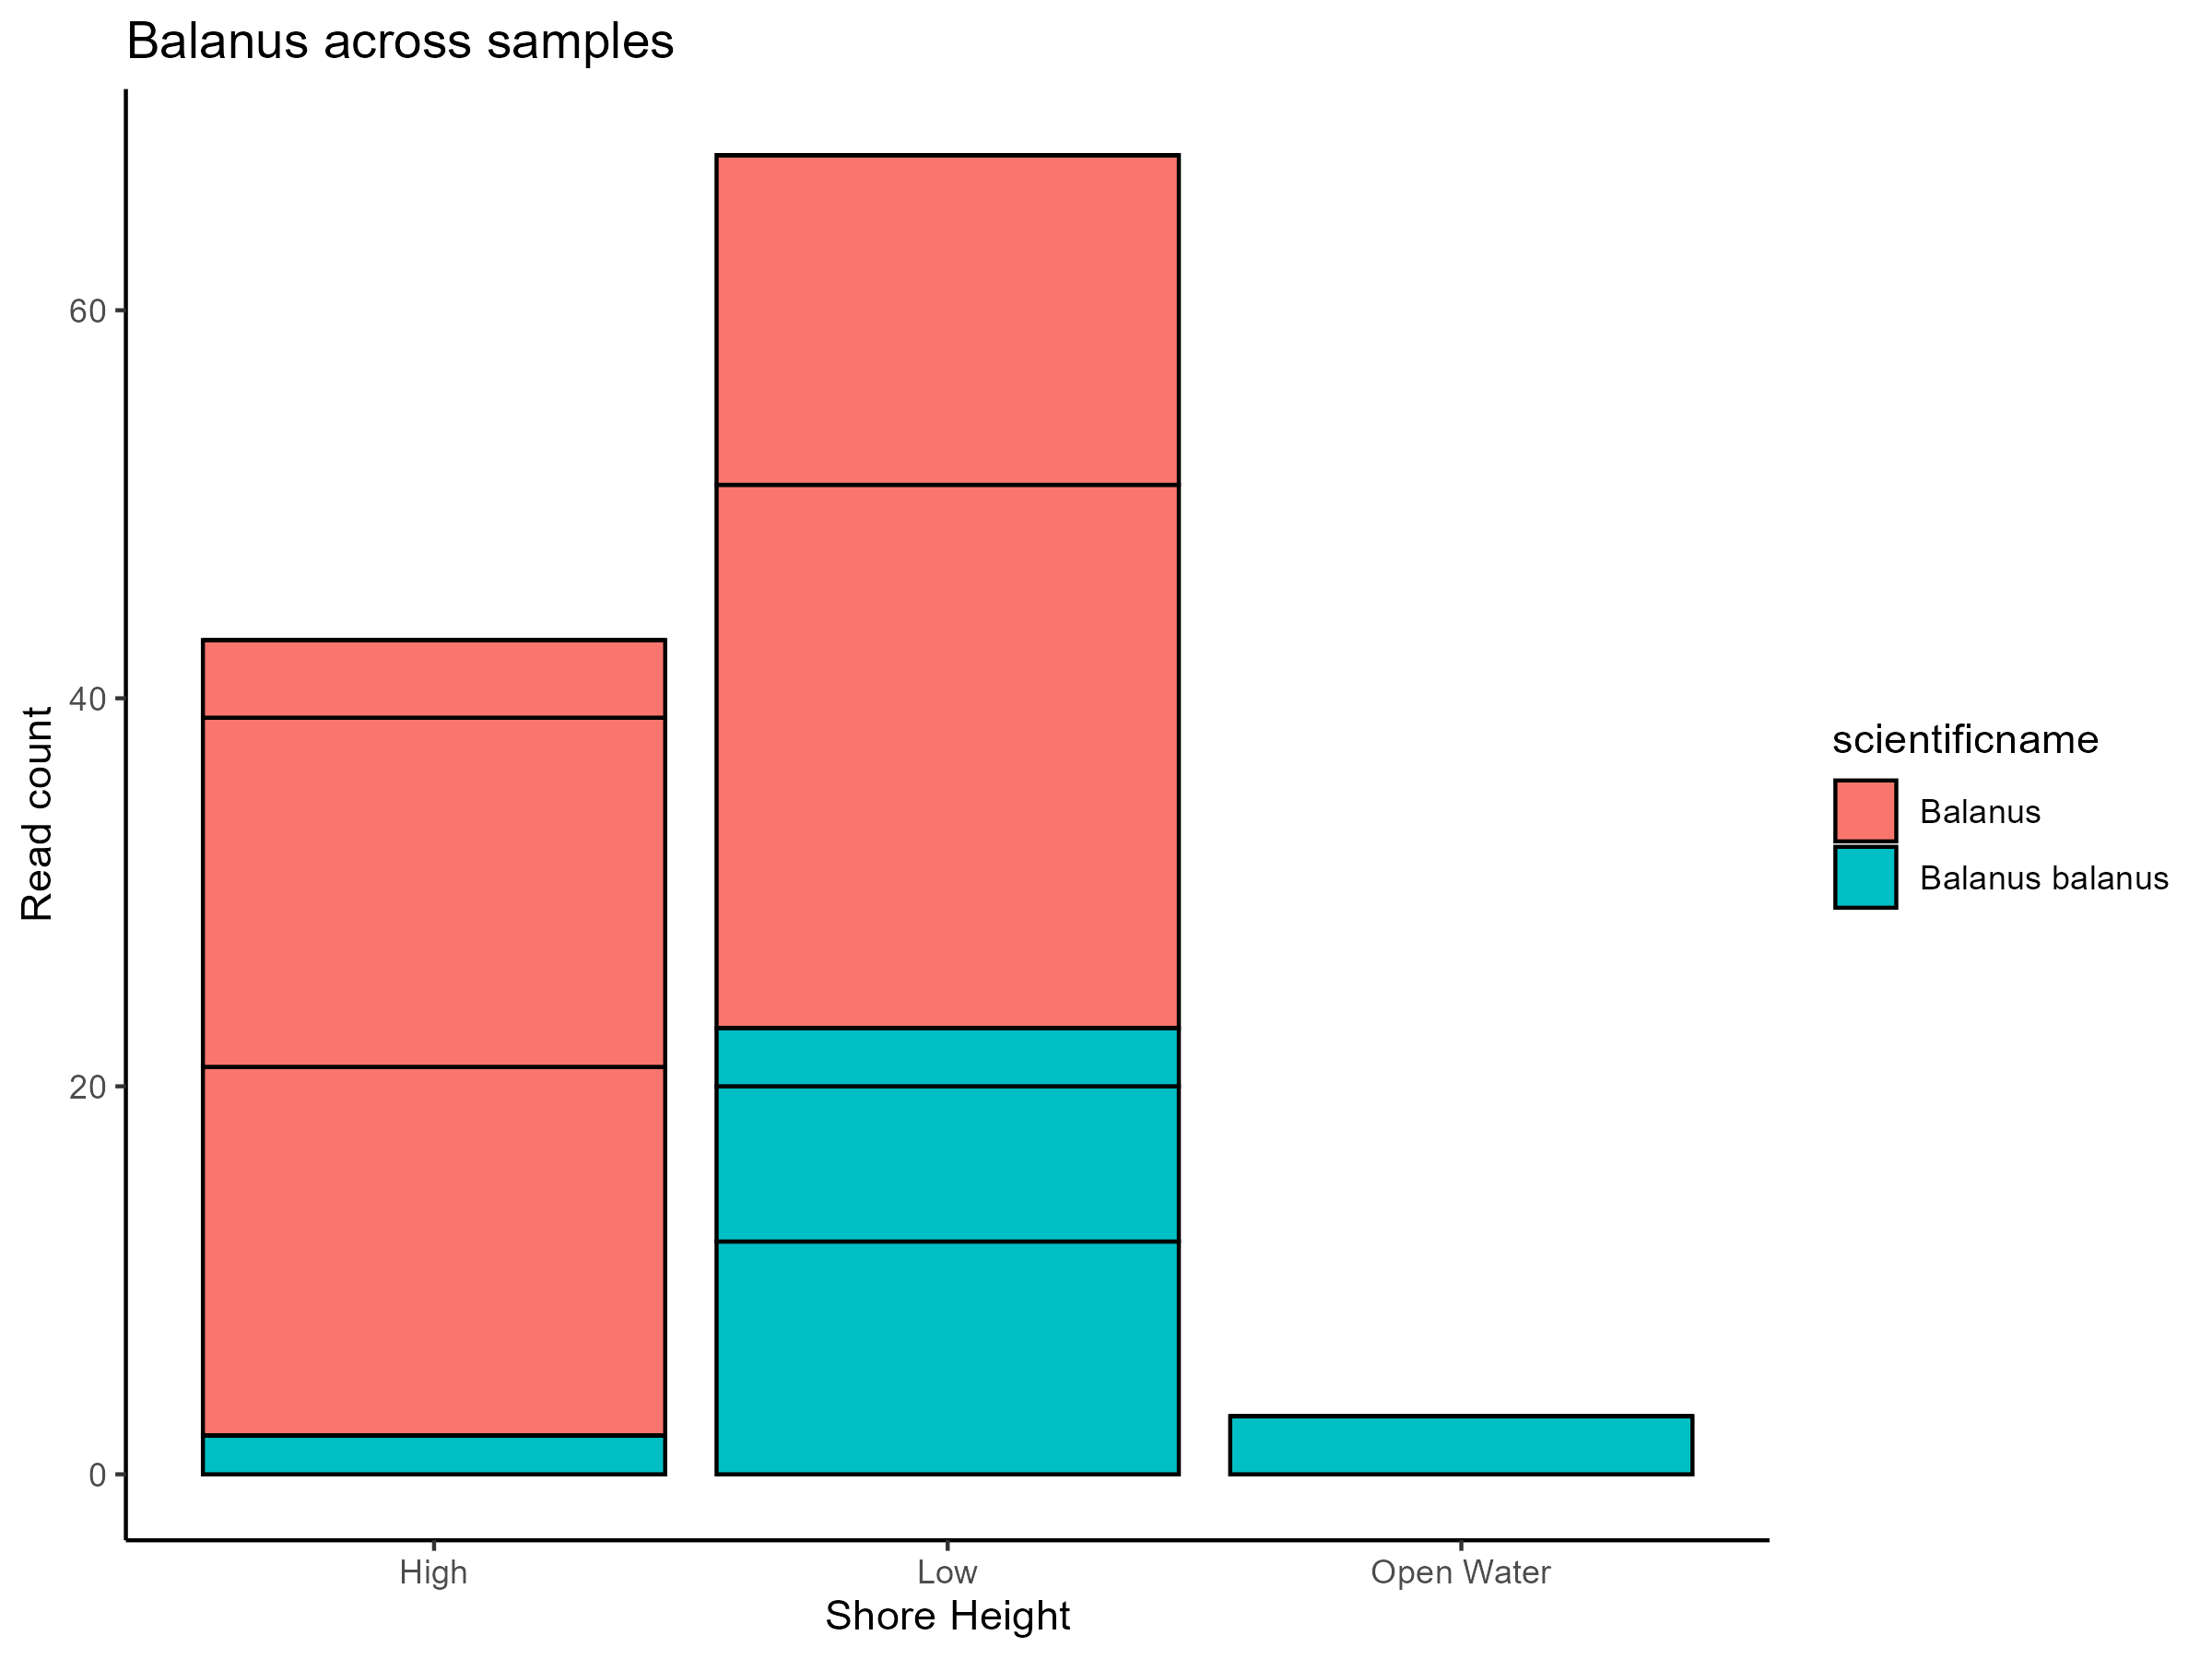 Balanus across samples
60
40
20
0
Read count
High
Low
Open Water
Shore Height
scientificname
Balanus
Balanus balanus